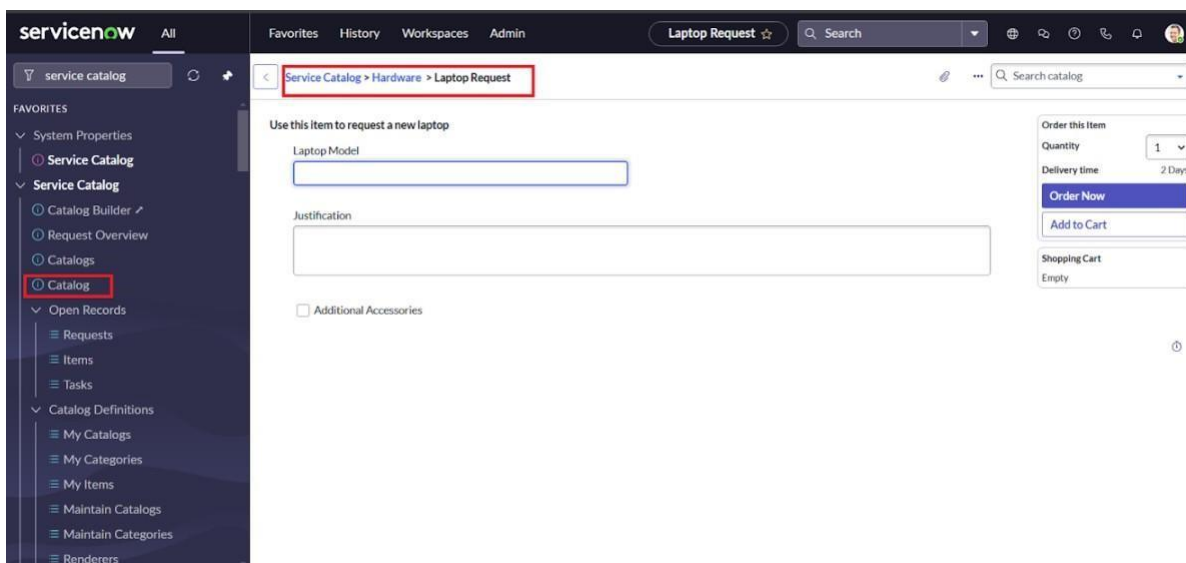 servicenow All Favorites History Workspaces Admin Laptop Request Search
service catalog
Service Catalog > Hardware > Laptop Request
Search catalog
FAVORITES
System Properties
Service Catalog
Service Catalog
Catalog Builder
Request Overview
Catalogs
Catalog
Open Records
Requests
Items
Tasks
Catalog Definitions
My Catalogs
My Categories
My Items
Maintain Catalogs
Maintain Categories
Renderers
Use this item to request a new laptop
Laptop Model
Justification
Additional Accessories
Order this Item
Quantity 1
Delivery time 2 Days
Order Now
Add to Cart
Shopping Cart
Empty